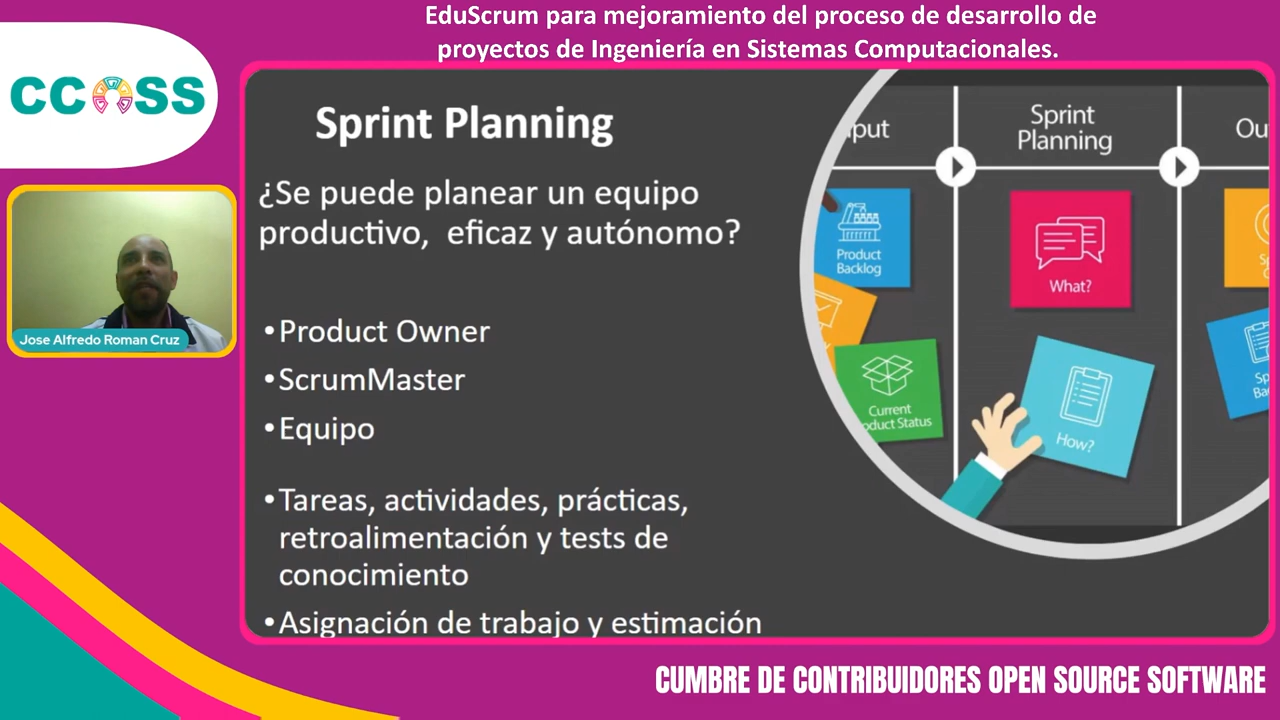 EduScrum para mejoramiento del proceso de desarrollo de
proyectos de Ingeniería en Sistemas Computacionales.
CCOSS
Jose Alfredo Roman Cruz
Sprint Planning
¿Se puede planear un equipo
productivo, eficaz y autónomo?
•Product Owner
•ScrumMaster
•Equipo
•Tareas, actividades, prácticas,
retroalimentación y tests de
conocimiento
•Asignación de trabajo y estimación
Sprint
Planning
Product
Backlog
What?
Current
How?
CUMBRE DE CONTRIBUIDORES OPEN SOURCE SOFTWARE